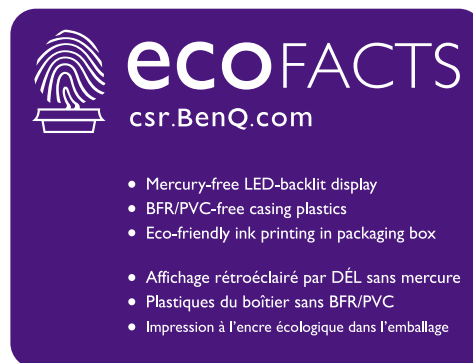 ecoFACTS
csr.BenQ.com
• Mercury-free LED-backlit display
• BFR/PVC-free casing plastics
• Eco-friendly ink printing in packaging box
• Affichage rétroéclairé par DÉL sans mercure
• Plastiques du boîtier sans BFR/PVC
• Impression à l'encre écologique dans l'emballage